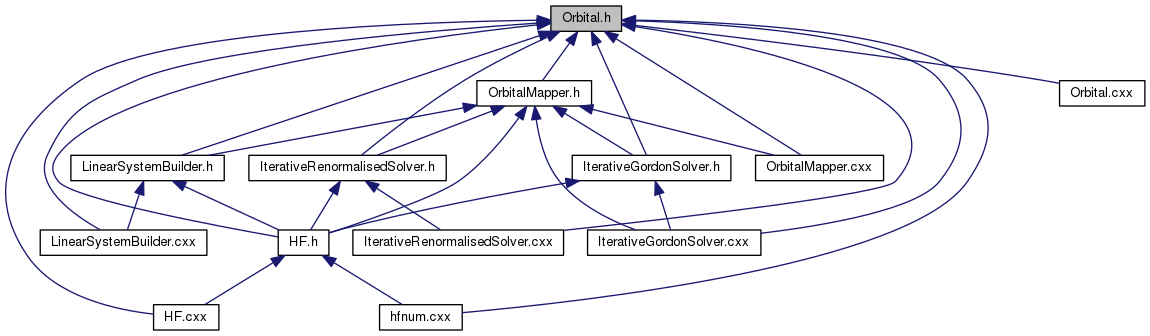 Orbital.h
OrbitalMapper.h
Orbital.cxx
LinearSystemBuilder.h
IterativeRenormalisedSolver.h
IterativeGordonSolver.h
OrbitalMapper.cxx
LinearSystemBuilder.cxx
HF.h
IterativeRenormalisedSolver.cxx
IterativeGordonSolver.cxx
HF.cxx
hfnum.cxx